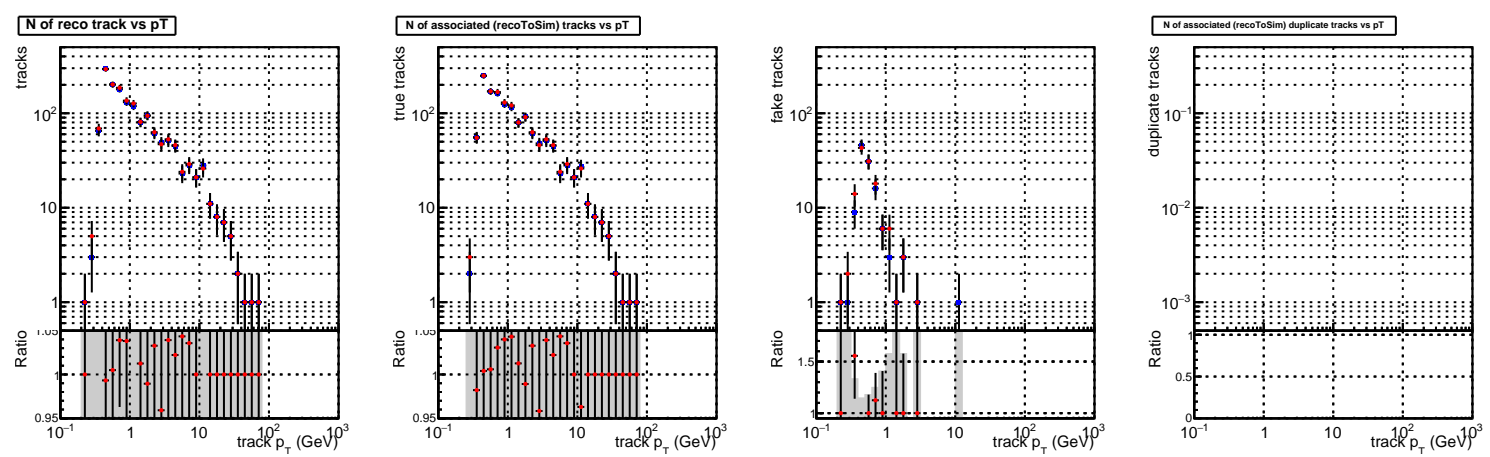 N of reco track vs pT
tracks
10²
10
1
Ratio
1.05
1
0.95
10⁻¹ 1 10 10² 10³
track p_T (GeV)
N of associated (recoToSim) tracks vs pT
true tracks
10²
10
1
Ratio
1.05
1
0.95
10⁻¹ 1 10 10² 10³
track p_T (GeV)
fake tracks
10²
10
1
Ratio
1.5
1
10⁻¹ 1 10 10² 10³
track p_T (GeV)
N of associated (recoToSim) duplicate tracks vs pT
duplicate tracks
10⁻¹
10⁻²
10⁻³
Ratio
1
0.5
0
10⁻¹ 1 10 10² 10³
track p_T (GeV)